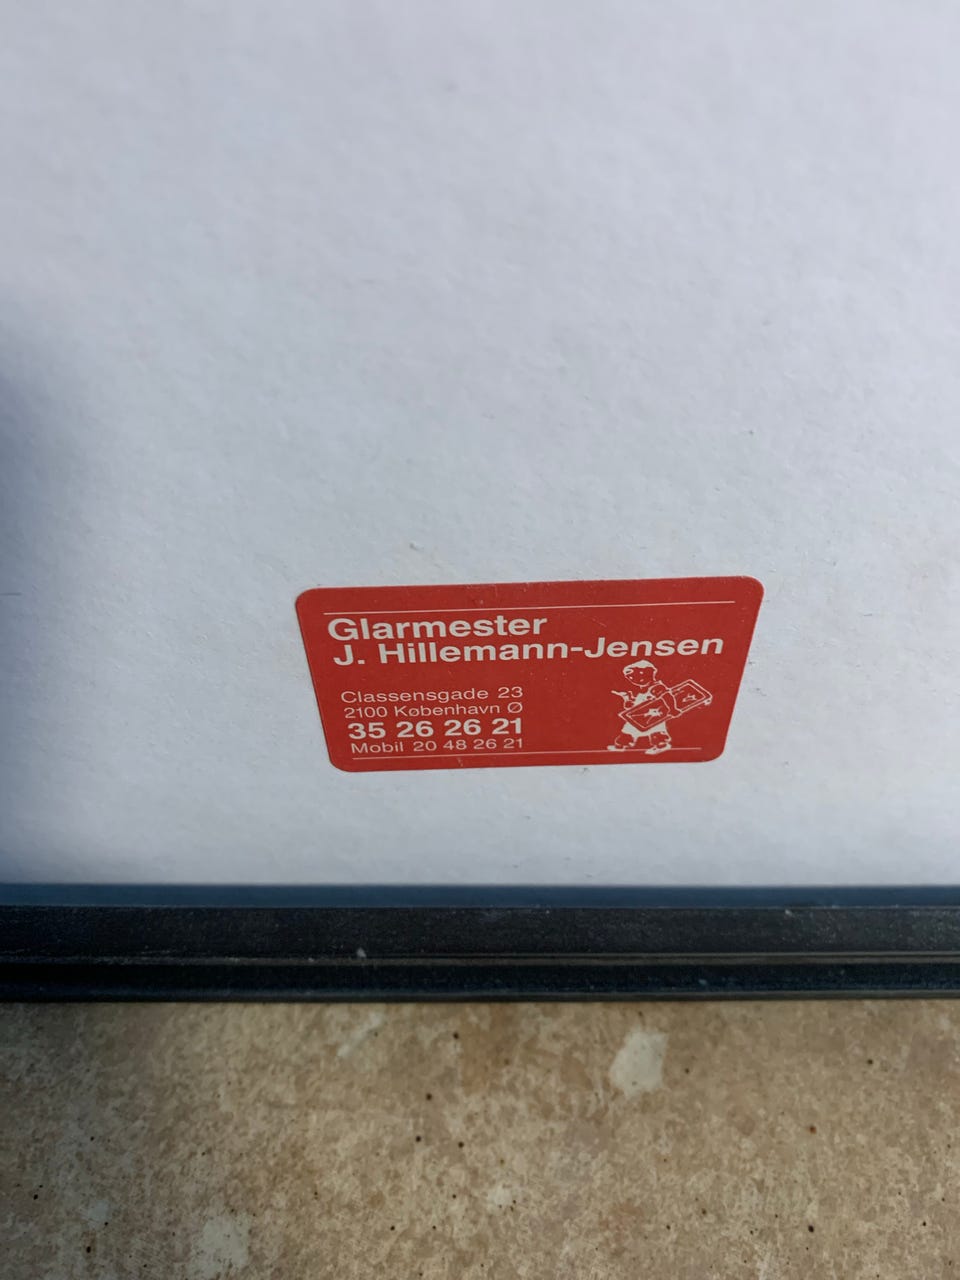 Glarmester
J. Hillemann-Jensen
Classensgade 23
2100 København Ø
35 26 26 21
Mobil 20 48 26 21